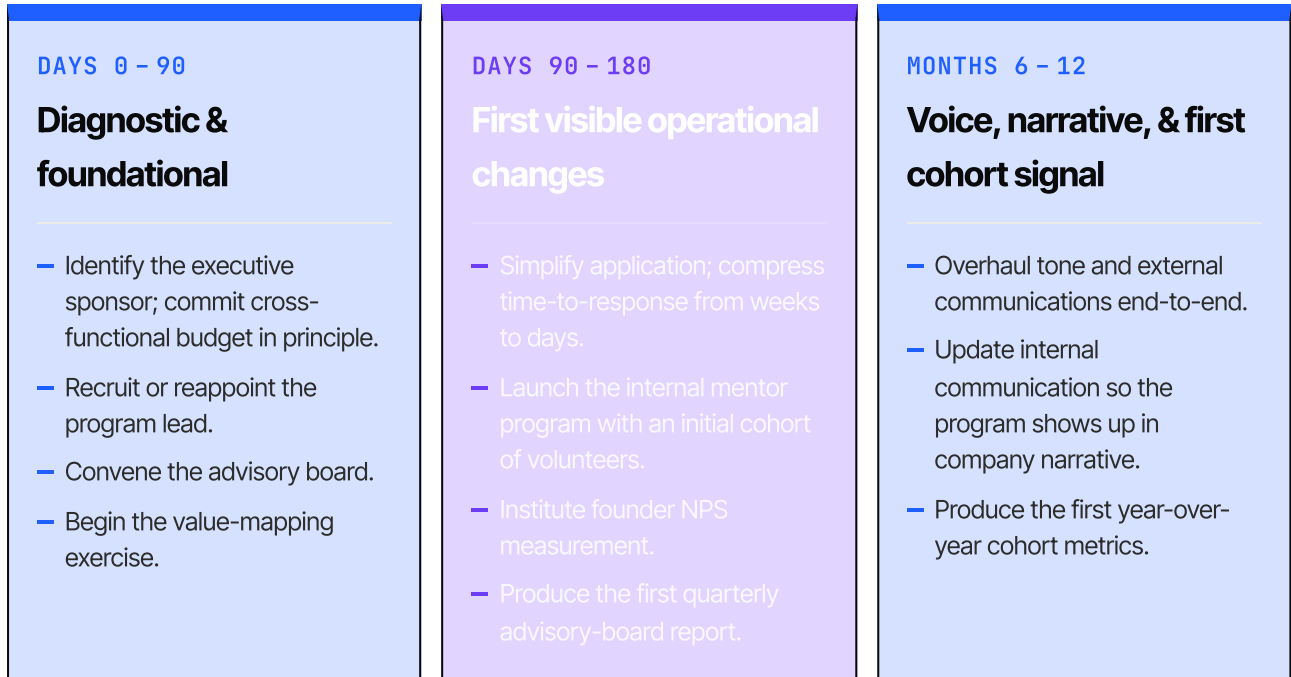 DAYS 0–90
Diagnostic &
foundational
Identify the executive
sponsor; commit cross-
functional budget in principle.
Recruit or reappoint the
program lead.
Convene the advisory board.
Begin the value-mapping
exercise.
DAYS 90–180
First visible operational
changes
Simplify application; compress
time-to-response from weeks
to days.
Launch the internal mentor
program with an initial cohort
of volunteers.
Institute founder NPS
measurement.
Produce the first quarterly
advisory-board report.
MONTHS 6–12
Voice, narrative, & first
cohort signal
Overhaul tone and external
communications end-to-end.
Update internal
communication so the
program shows up in
company narrative.
Produce the first year-over-
year cohort metrics.